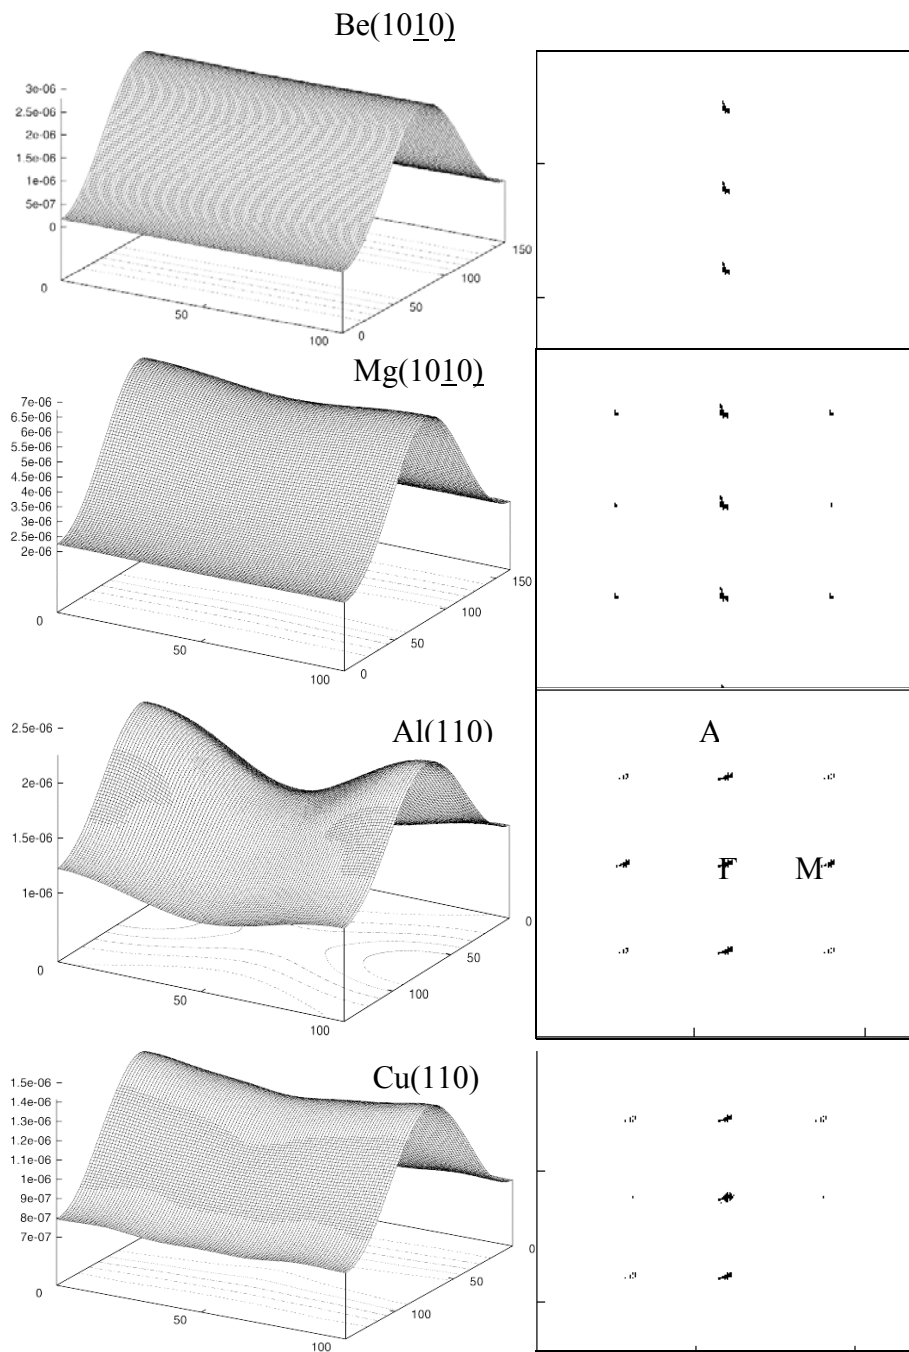 Be(1010)
3e-06
2.5e-06
2e-06
1.5e-06
1e-06
5e-07
0
0
50
100
0
50
100
150
Mg(1010)
7e-06
6.5e-06
6e-06
5.5e-06
5e-06
4.5e-06
4e-06
3.5e-06
3e-06
2.5e-06
2e-06
0
50
100
0
50
100
150
Al(110)
A
2.5e-06
2e-06
1.5e-06
1e-06
Γ M
0
50
100
100
50
0
Cu(110)
1.5e-06
1.4e-06
1.3e-06
1.2e-06
1.1e-06
1e-06
9e-07
8e-07
7e-07
0
50
100
100
50
0